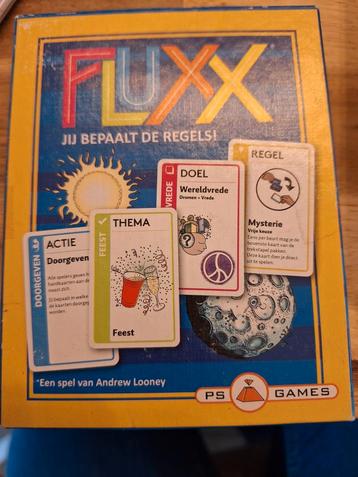 FLUXX
JIJ BEPAALT DE REGELS!
REGEL
Mysterie
Vrije keuze
Eens per beurt mag je de
bovenste kaart van de
trekstapel pakken.
Deze kaart doe je direct
uit te spelen.
VREDE
DOEL
Wereldvrede
Dromen + Vrede
FEEST
THEMA
Feest
DOORGEVEN
ACTIE
Doorgeven
Alle spelers geven h
handkaarten aan de
naast zich.
Jij bepaalt in welke
de kaarten doorgeg
worden.
*Een spel van Andrew Looney
PS GAMES